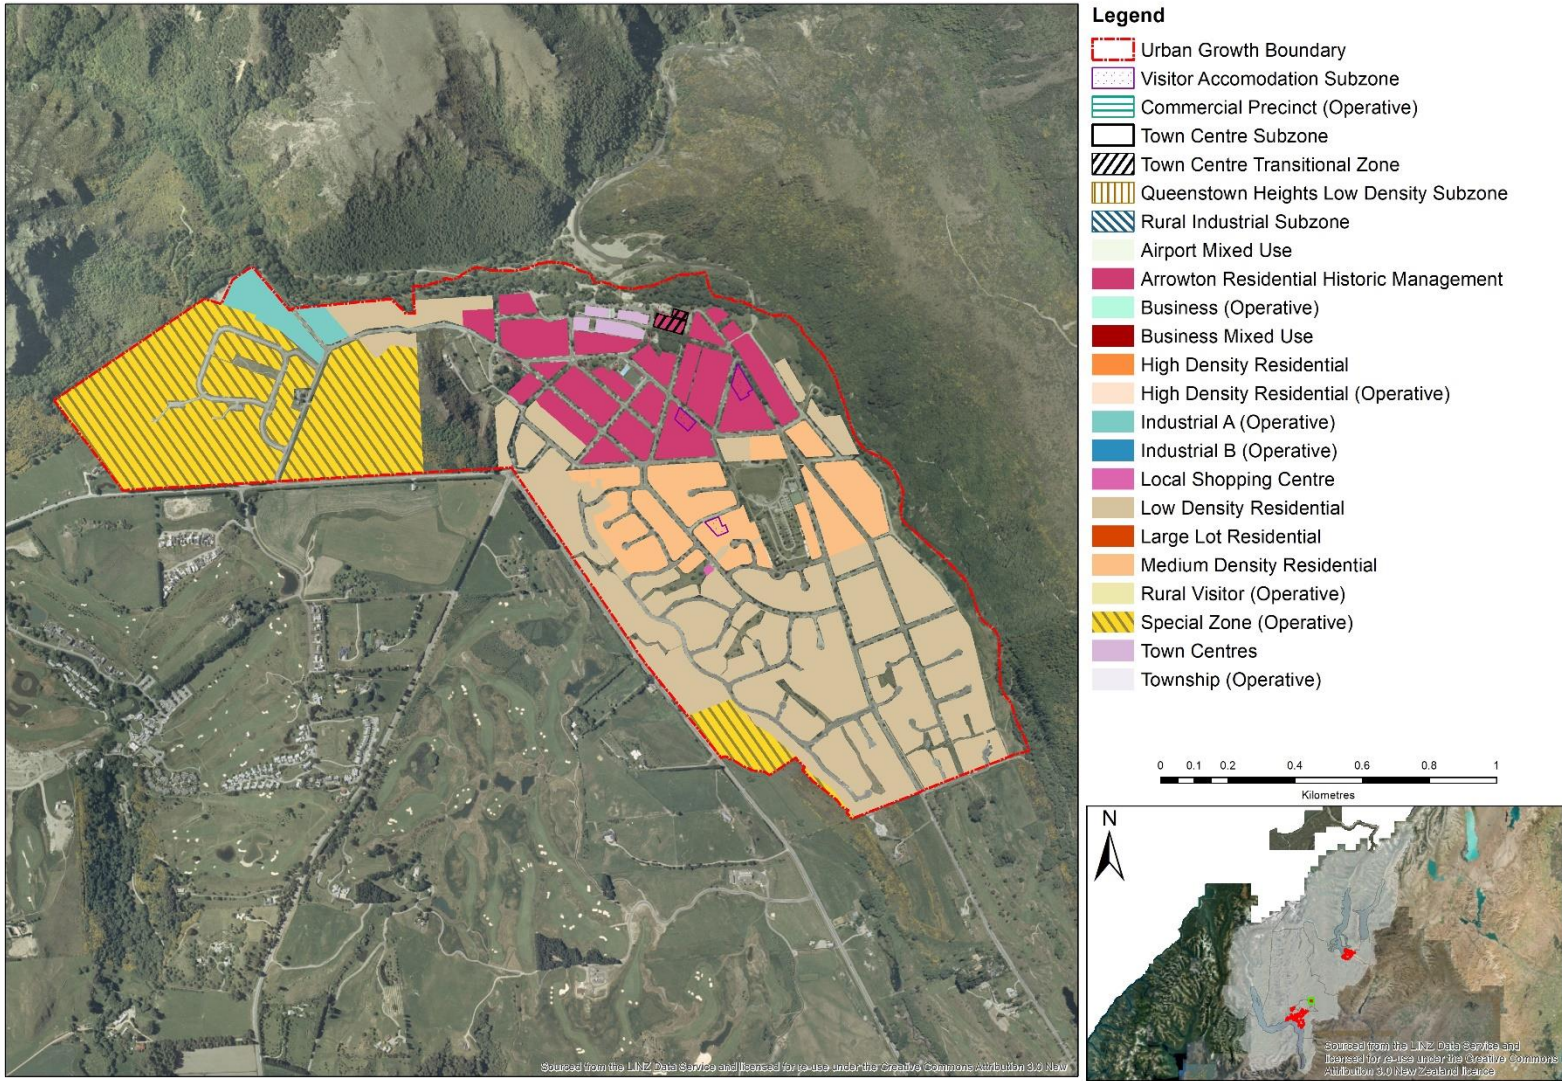 Legend
Urban Growth Boundary
Visitor Accomodation Subzone
Commercial Precinct (Operative)
Town Centre Subzone
Town Centre Transitional Zone
Queenstown Heights Low Density Subzone
Rural Industrial Subzone
Airport Mixed Use
Arrowton Residential Historic Management
Business (Operative)
Business Mixed Use
High Density Residential
High Density Residential (Operative)
Industrial A (Operative)
Industrial B (Operative)
Local Shopping Centre
Low Density Residential
Large Lot Residential
Medium Density Residential
Rural Visitor (Operative)
Special Zone (Operative)
Town Centres
Township (Operative)
0 0.1 0.2 0.4 0.6 0.8 1
Kilometres
N
Sourced from the LINZ Data Service and
licensed for re-use under the Creative Commons
Attribution 3.0 New Zealand licence
Sourced from the LINZ Data Service and licensed for re-use under the Creative Commons Attribution 3.0 New